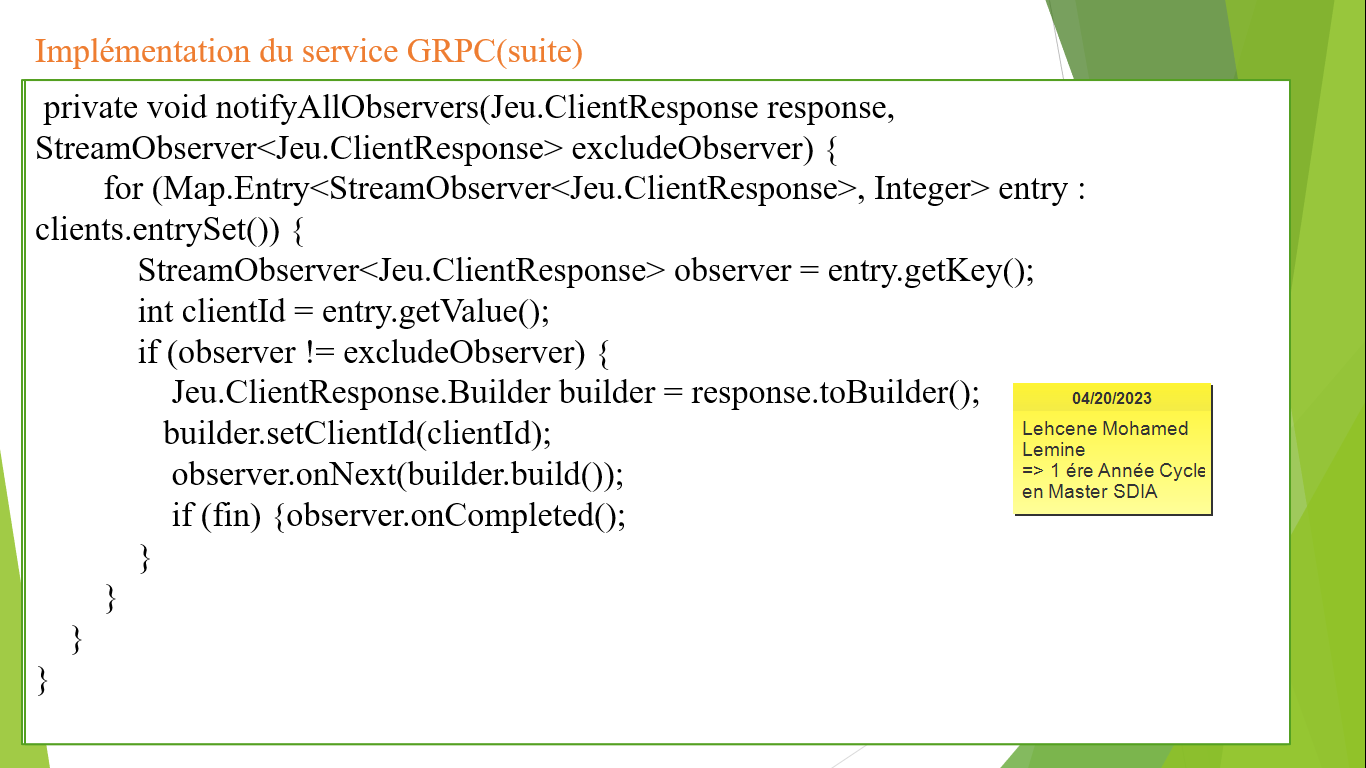 Implémentation du service GRPC(suite)
private void notifyAllObservers(Jeu.ClientResponse response,
StreamObserver<Jeu.ClientResponse> excludeObserver) {
for (Map.Entry<StreamObserver<Jeu.ClientResponse>, Integer> entry :
clients.entrySet()) {
StreamObserver<Jeu.ClientResponse> observer = entry.getKey();
int clientId = entry.getValue();
if (observer != excludeObserver) {
Jeu.ClientResponse.Builder builder = response.toBuilder();
builder.setClientId(clientId);
observer.onNext(builder.build());
if (fin) {observer.onCompleted();
}
}
}
}
04/20/2023
Lehcene Mohamed
Lemine
=> 1 ére Année Cycle
en Master SDIA